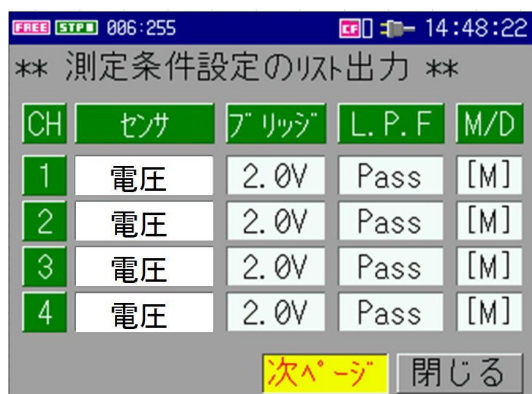 FREE STPB 006:255 CF 14:48:22
** 測定条件設定のﾘｽﾄ出力 **
CH ｾﾝｻ ﾌﾞﾘｯｼﾞ L.P.F M/D
1 電圧 2.0V Pass [M]
2 電圧 2.0V Pass [M]
3 電圧 2.0V Pass [M]
4 電圧 2.0V Pass [M]
次ﾍﾟｰｼﾞ 閉じる